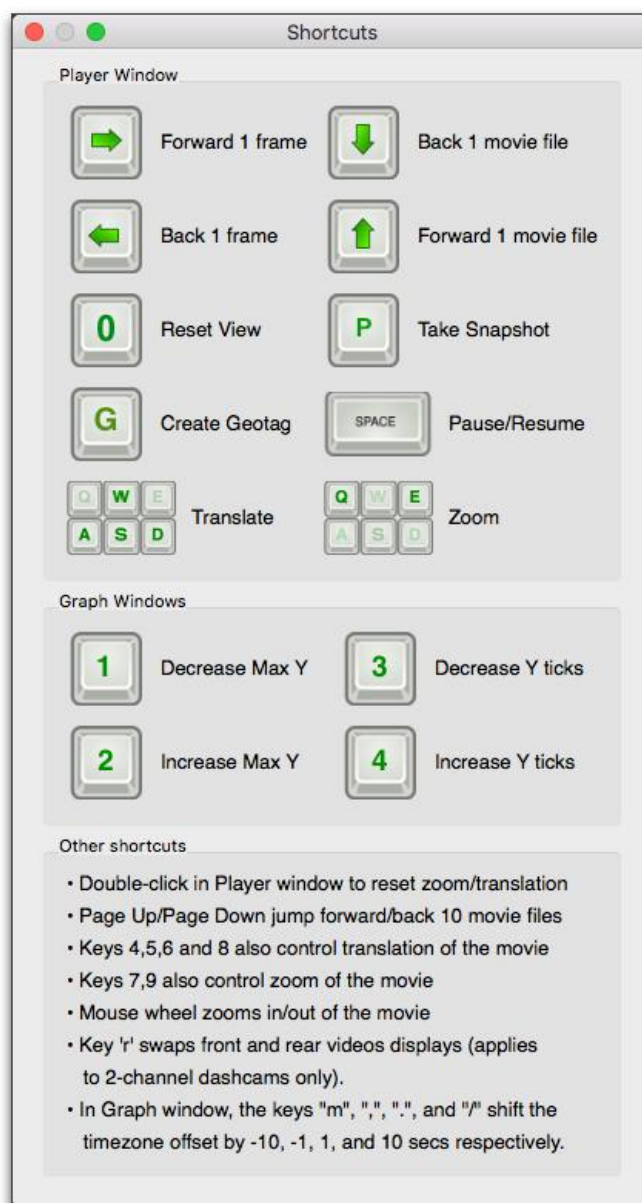 Shortcuts
Player Window
Forward 1 frame
Back 1 movie file
Back 1 frame
Forward 1 movie file
0 Reset View
P Take Snapshot
G Create Geotag
SPACE Pause/Resume
Q W E
A S D
Translate
Q W E
A S D
Zoom
Graph Windows
1 Decrease Max Y
3 Decrease Y ticks
2 Increase Max Y
4 Increase Y ticks
Other shortcuts
• Double-click in Player window to reset zoom/translation
• Page Up/Page Down jump forward/back 10 movie files
• Keys 4,5,6 and 8 also control translation of the movie
• Keys 7,9 also control zoom of the movie
• Mouse wheel zooms in/out of the movie
• Key 'r' swaps front and rear videos displays (applies
to 2-channel dashcams only).
• In Graph window, the keys "m", ",", ".", and "/" shift the
timezone offset by -10, -1, 1, and 10 secs respectively.